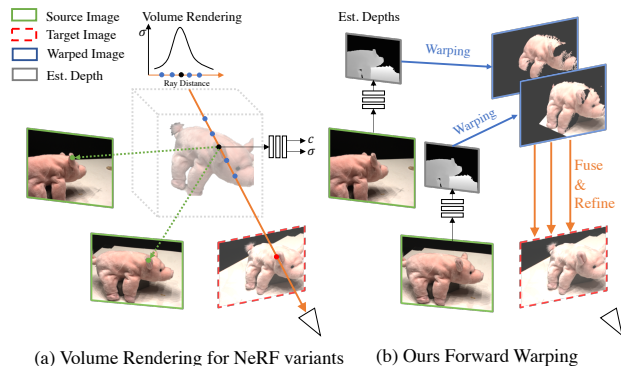 Source Image
Target Image
Warped Image
Est. Depth
Volume Rendering
σ
Ray Distance
c
σ
(a) Volume Rendering for NeRF variants
Est. Depths
Warping
Warping
Fuse
&
Refine
(b) Ours Forward Warping